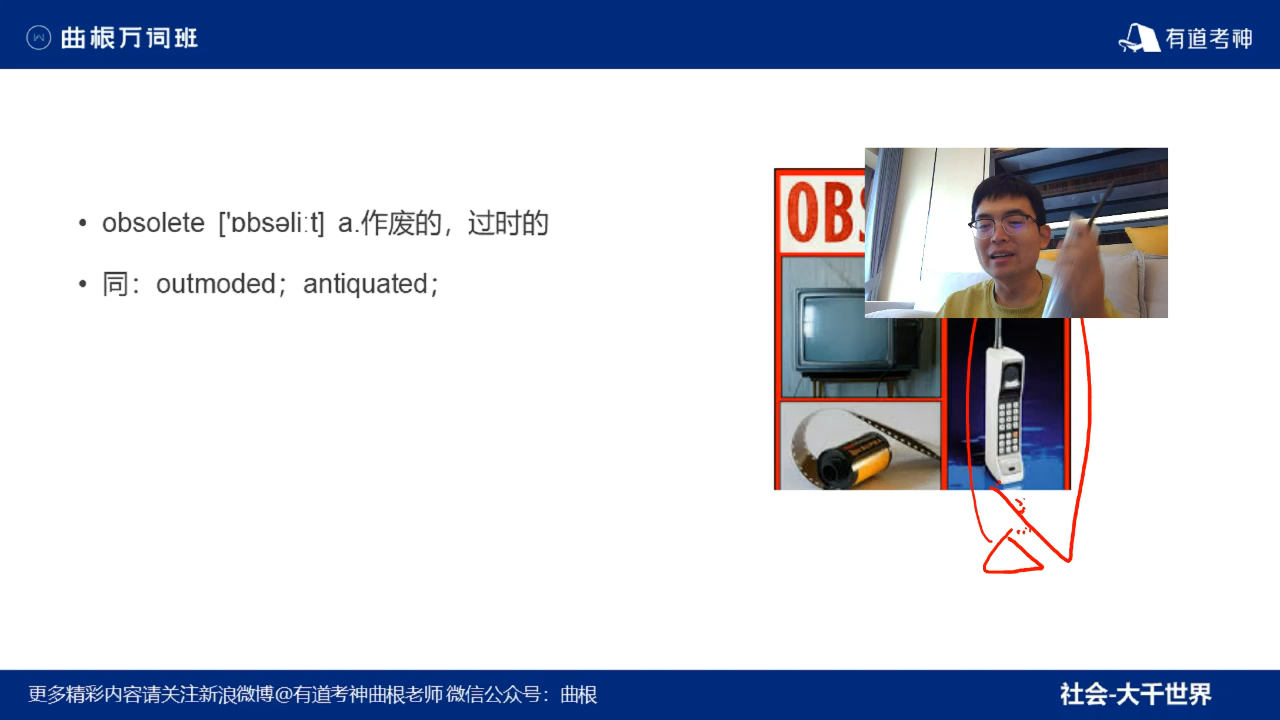 曲根万词班
有道考神
• obsolete ['ɒbsəliːt] a.作废的，过时的
• 同：outmoded；antiquated；
OBS
更多精彩内容请关注新浪微博@有道考神曲根老师 微信公众号：曲根
社会-大千世界